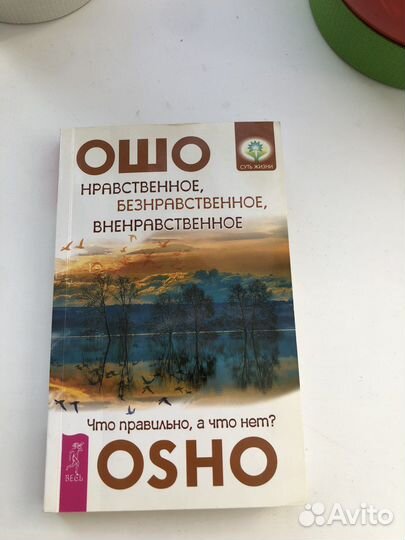 ОШО
СУТЬ ЖИЗНИ
НРАВСТВЕННОЕ,
БЕЗНРАВСТВЕННОЕ,
ВНЕНРАВСТВЕННОЕ
Что правильно, а что нет?
ВЕСЬ
OSHO
Avito